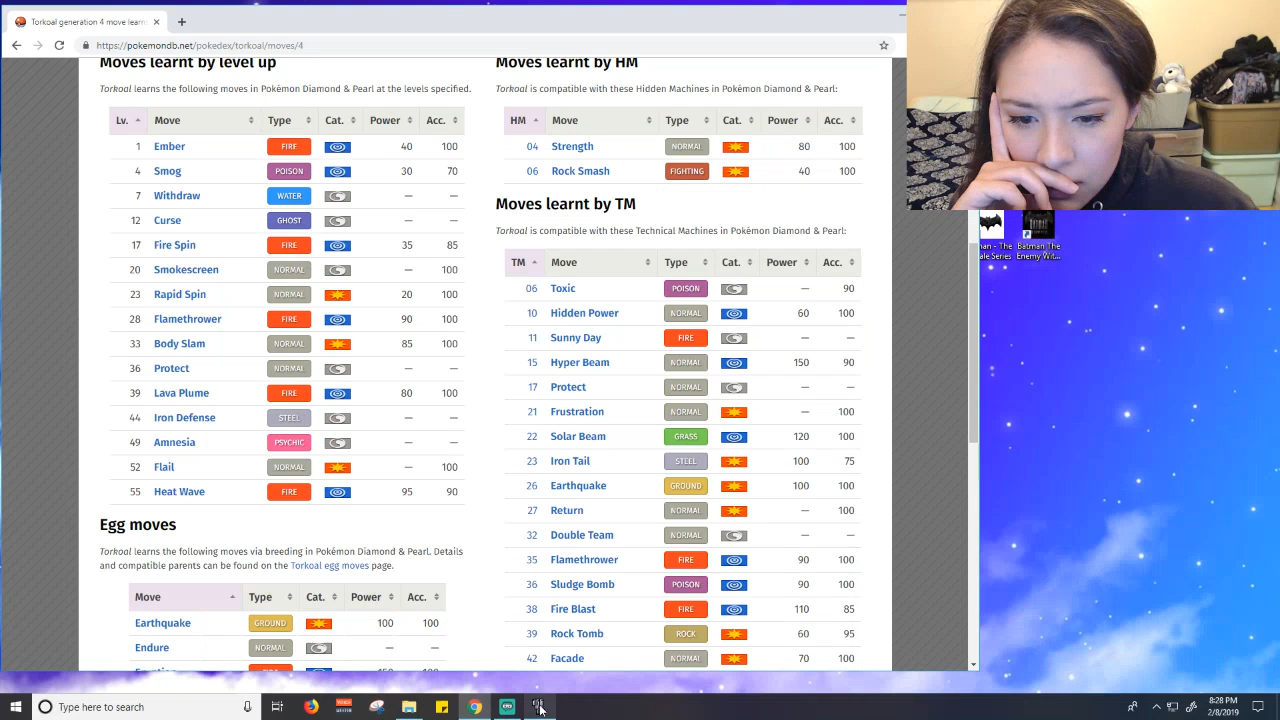 Torkoal generation 4 move learn
https://pokemondb.net/pokedex/torkoal/moves/4
Moves learnt by level up
Torkoal learns the following moves in Pokémon Diamond & Pearl at the levels specified.
Lv. Move Type Cat. Power Acc.
1 Ember FIRE 40 100
4 Smog POISON 30 70
7 Withdraw WATER — —
12 Curse GHOST — —
17 Fire Spin FIRE 35 85
20 Smokescreen NORMAL — 100
23 Rapid Spin NORMAL 20 100
28 Flamethrower FIRE 90 100
33 Body Slam NORMAL 85 100
36 Protect NORMAL — —
39 Lava Plume FIRE 80 100
44 Iron Defense STEEL — —
49 Amnesia PSYCHIC — —
52 Flail NORMAL — 100
55 Heat Wave FIRE 95 90
Egg moves
Torkoal learns the following moves via breeding in Pokémon Diamond & Pearl. Details
and compatible parents can be found on the Torkoal egg moves page.
Move Type Cat. Power Acc.
Earthquake GROUND 100 100
Endure NORMAL — —
Moves learnt by HM
Torkoal is compatible with these Hidden Machines in Pokémon Diamond & Pearl:
HM Move Type Cat. Power Acc.
04 Strength NORMAL 80 100
06 Rock Smash FIGHTING 40 100
Moves learnt by TM
Torkoal is compatible with these Technical Machines in Pokémon Diamond & Pearl:
TM Move Type Cat. Power Acc.
06 Toxic POISON — 90
10 Hidden Power NORMAL 60 100
11 Sunny Day FIRE — —
15 Hyper Beam NORMAL 150 90
17 Protect NORMAL — —
21 Frustration NORMAL — 100
22 Solar Beam GRASS 120 100
23 Iron Tail STEEL 100 75
26 Earthquake GROUND 100 100
27 Return NORMAL — 100
32 Double Team NORMAL — —
35 Flamethrower FIRE 90 100
36 Sludge Bomb POISON 90 100
38 Fire Blast FIRE 110 85
39 Rock Tomb ROCK 60 95
42 Facade NORMAL 70 100
man - The
ale Series
Batman The
Enemy Wit...
Type here to search
8:28 PM
2/8/2019